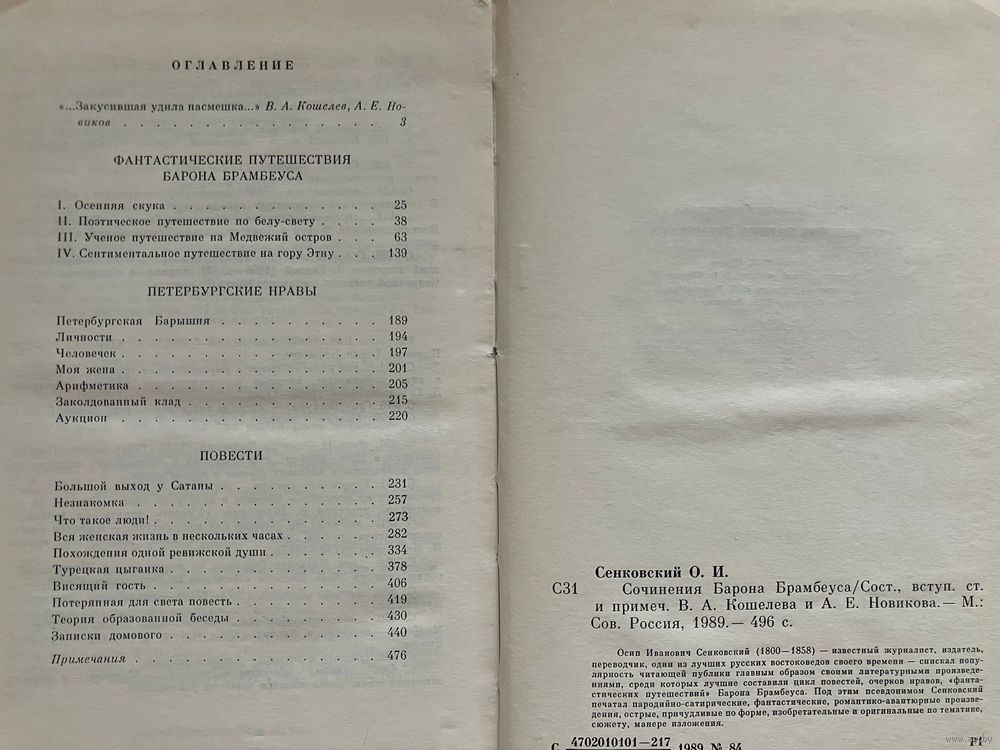 ОГЛАВЛЕНИЕ
«...Закусившая удила насмешка...» В. А. Кошелев, А. Е. Но-
виков . . . . . . . . . . . . . . . . 3
ФАНТАСТИЧЕСКИЕ ПУТЕШЕСТВИЯ
БАРОНА БРАМБЕУСА
I. Осенняя скука . . . . . . . . . . . . . 25
II. Поэтическое путешествие по белу-свету . . . . 38
III. Ученое путешествие на Медвежий остров . . . 63
IV. Сентиментальное путешествие на гору Этну . . . 139
ПЕТЕРБУРГСКИЕ НРАВЫ
Петербургская Барышня . . . . . . . . . . 189
Личности . . . . . . . . . . . . . . . . 194
Человечек . . . . . . . . . . . . . . . . 197
Моя жена . . . . . . . . . . . . . . . . 201
Арифметика . . . . . . . . . . . . . . . 205
Заколдованный клад . . . . . . . . . . . . 215
Аукцион . . . . . . . . . . . . . . . . 220
ПОВЕСТИ
Большой выход у Сатаны . . . . . . . . . . 231
Незнакомка . . . . . . . . . . . . . . . 257
Что такое люди! . . . . . . . . . . . . . . 273
Вся женская жизнь в нескольких часах . . . . . . 282
Похождения одной ревижской души . . . . . . . 334
Турецкая цыганка . . . . . . . . . . . . . 378
Висящий гость . . . . . . . . . . . . . . 406
Потерянная для света повесть . . . . . . . . . 419
Теория образованной беседы . . . . . . . . . 430
Записки домового . . . . . . . . . . . . . 440
Примечания . . . . . . . . . . . . . . . 476
Сенковский О. И.
С31 Сочинения Барона Брамбеуса/Сост., вступ. ст.
и примеч. В. А. Кошелева и А. Е. Новикова.— М.:
Сов. Россия, 1989.— 496 с.
Осип Иванович Сенковский (1800—1858) — известный журналист, издатель,
переводчик, один из лучших русских востоковедов своего времени — снискал попу-
лярность читающей публики главным образом своими литературными произведе-
ниями, среди которых лучшие составили цикл повестей, очерков нравов, «фанта-
стических путешествий» Барона Брамбеуса. Под этим псевдонимом Сенковский
печатал пародийно-сатирические, фантастические, романтико-авантюрные произве-
дения, острые, причудливые по форме, изобретательные и оригинальные по тематике,
сюжету, манере изложения.
С 4702010101—217 1989 № 84 Р1